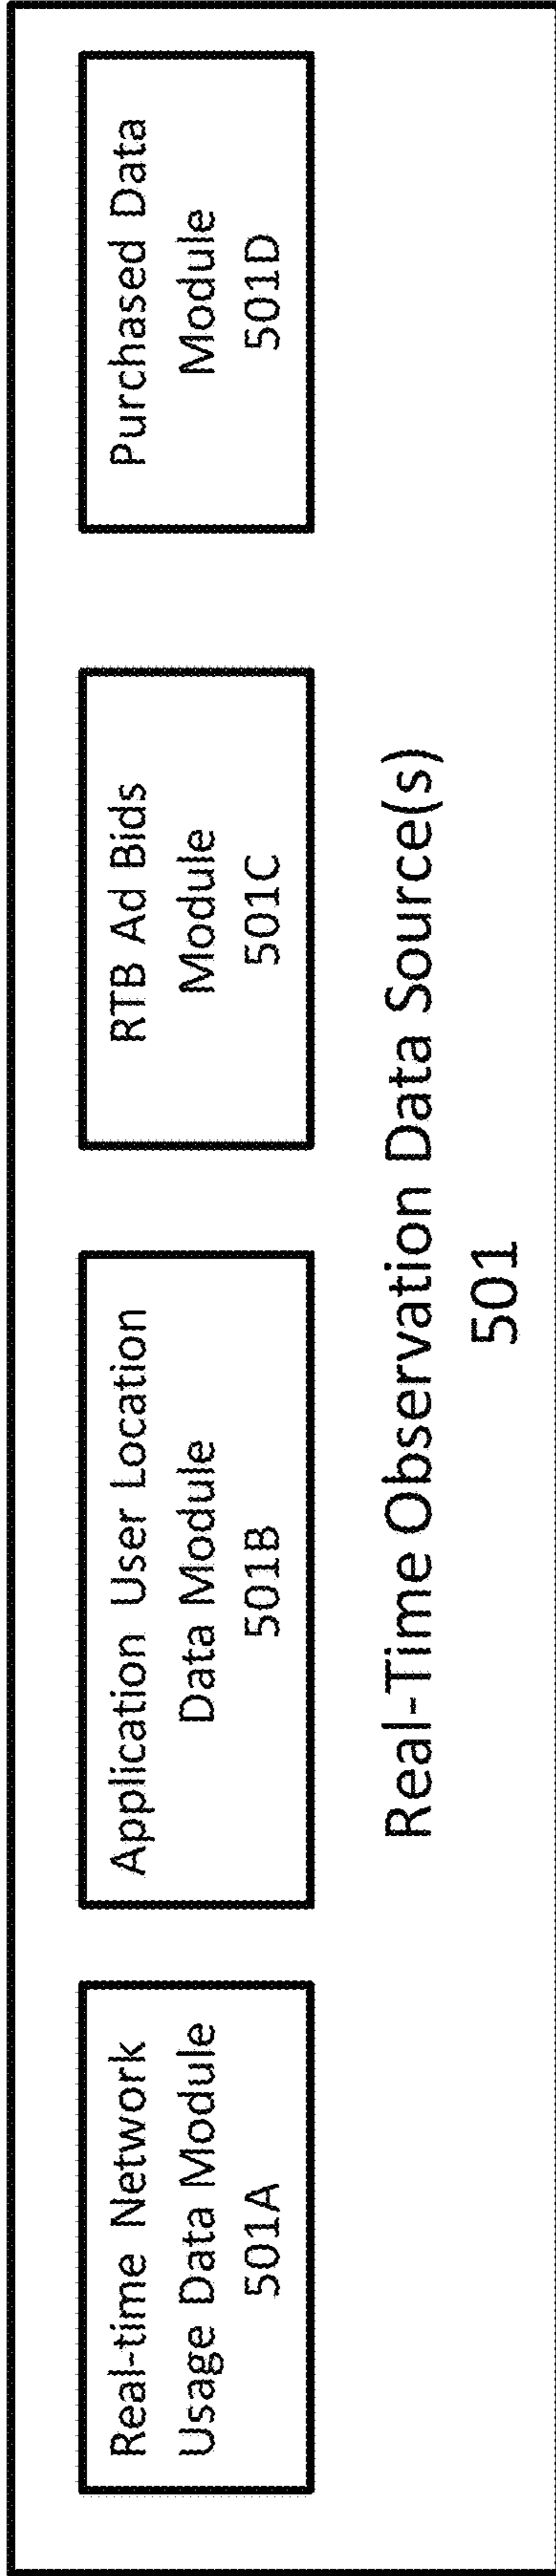 Real-time Network
Usage Data Module
501A
Application User Location
Data Module
501B
RTB Ad Bids
Module
501C
Purchased Data
Module
501D
Real-Time Observation Data Source(s)
501